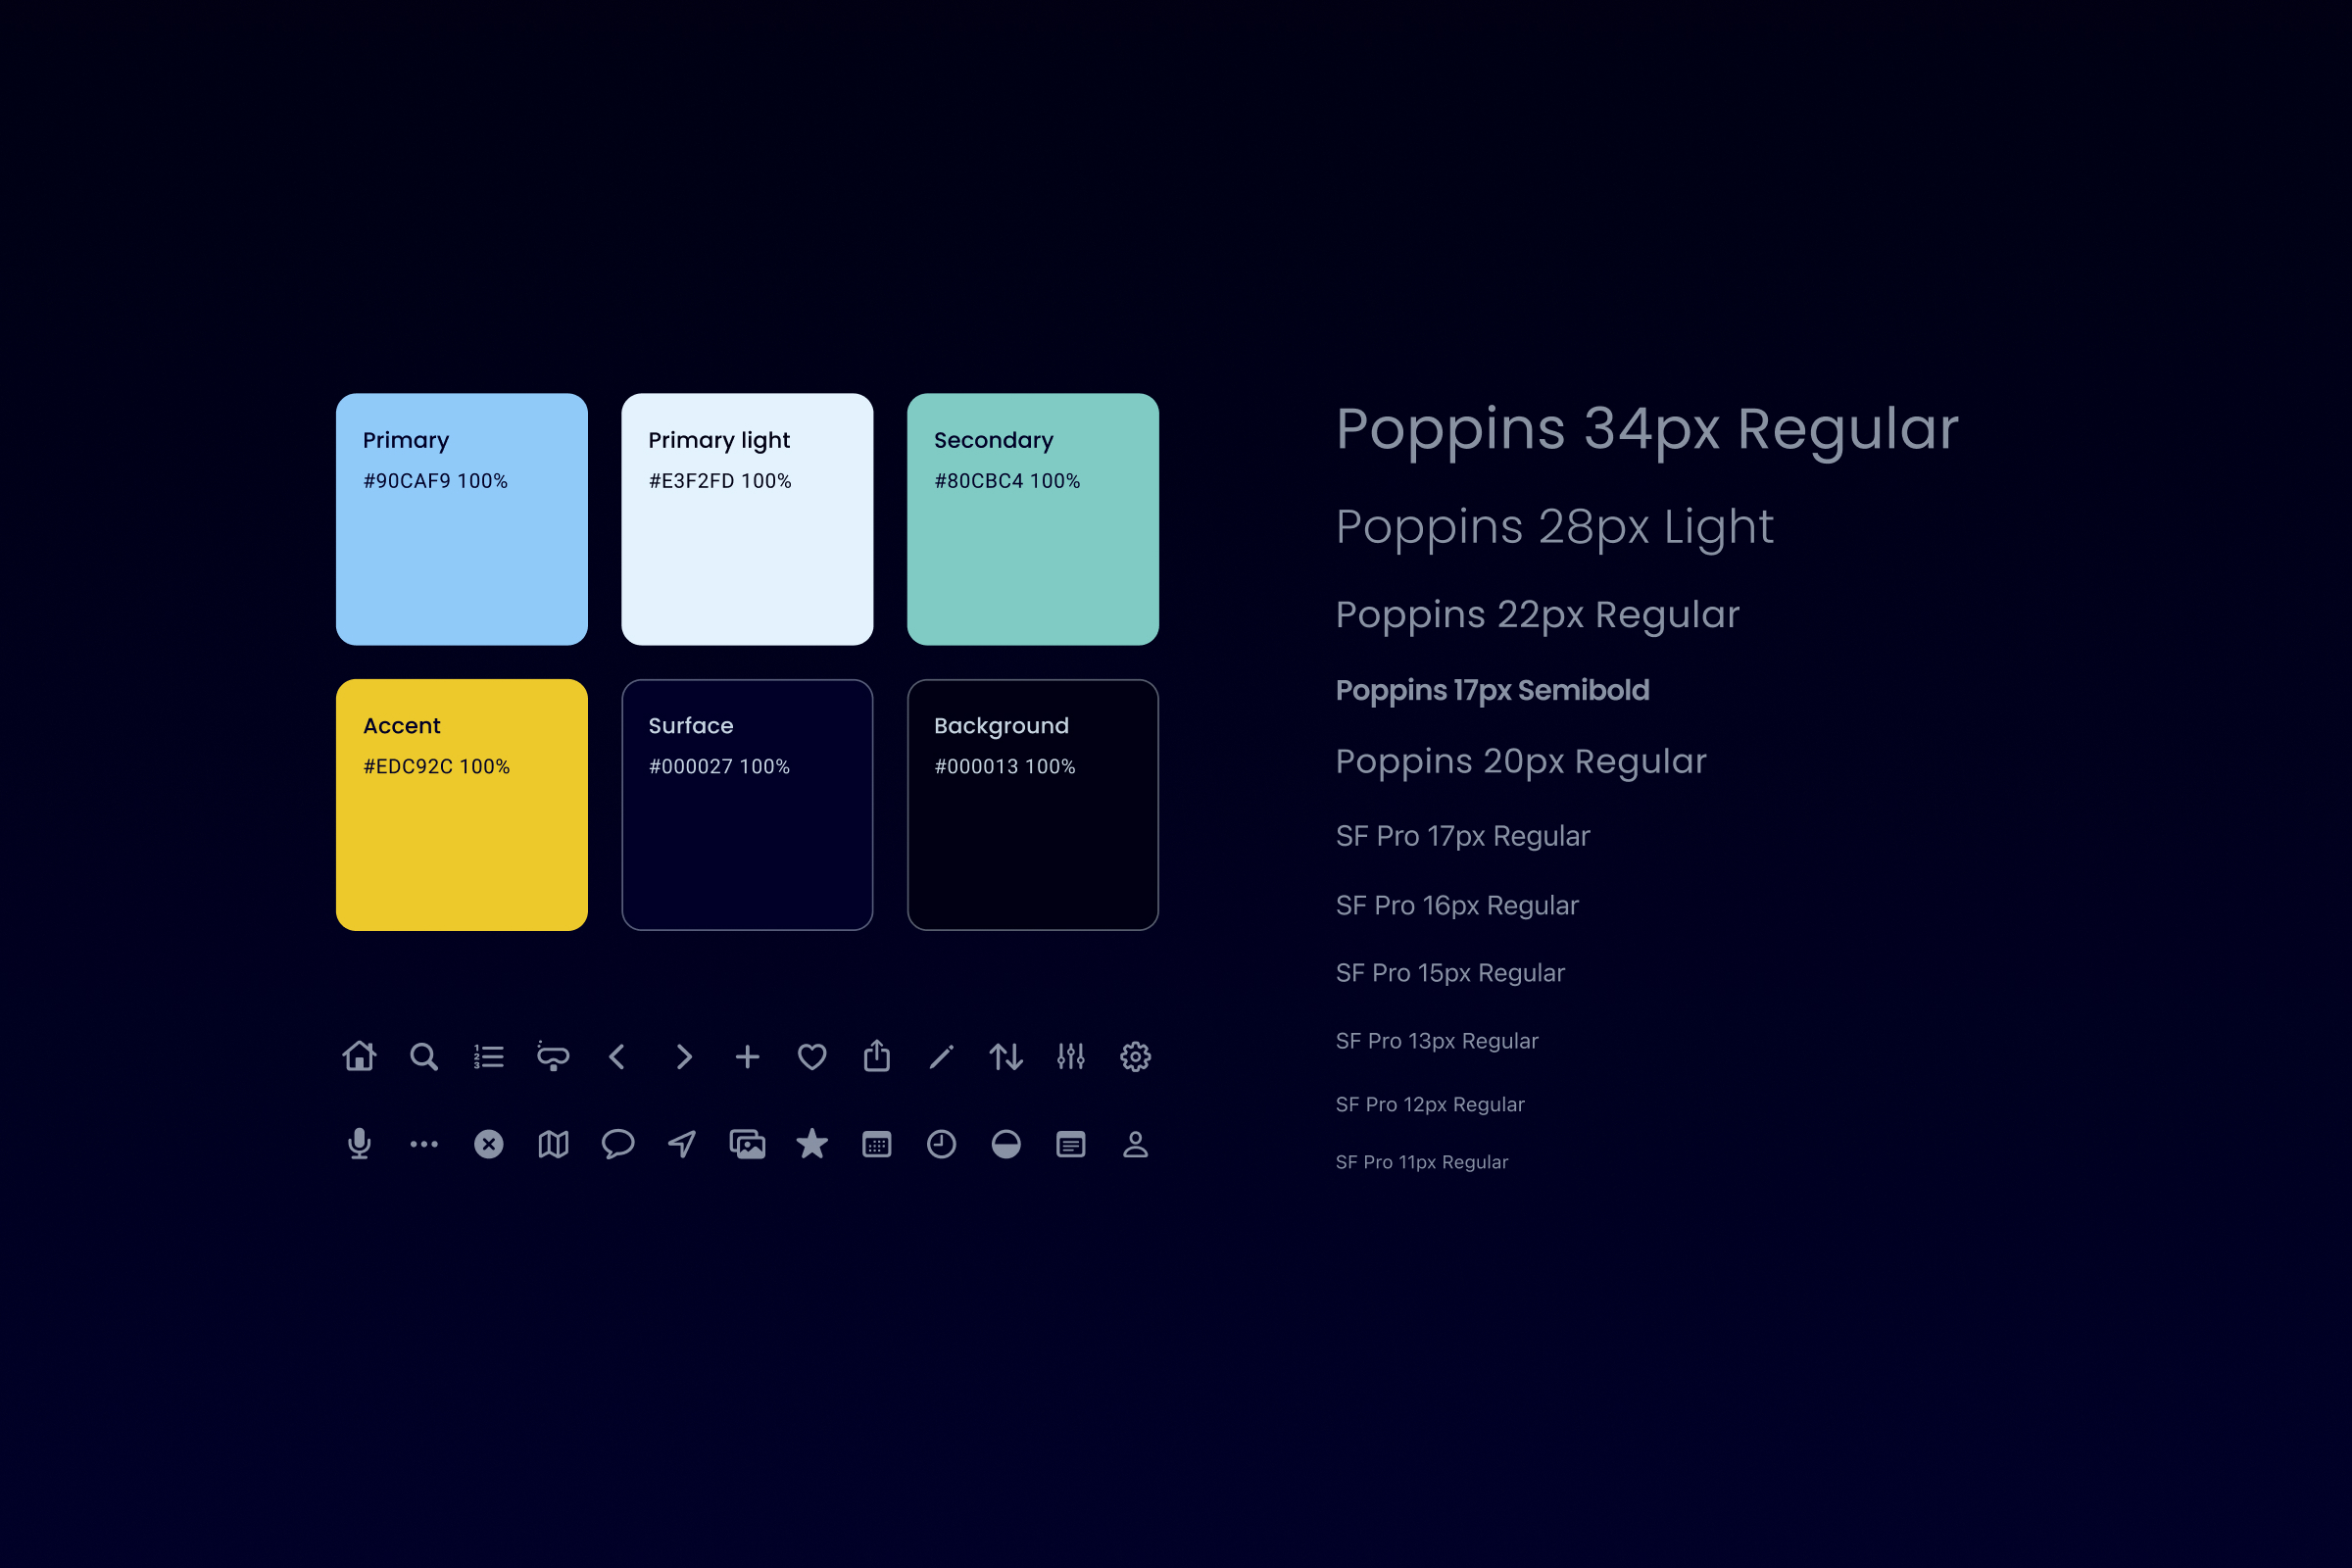 Primary
#90CAF9 100%
Primary light
#E3F2FD 100%
Secondary
#80CBC4 100%
Accent
#EDC92C 100%
Surface
#000027 100%
Background
#000013 100%
1
2
3
Poppins 34px Regular
Poppins 28px Light
Poppins 22px Regular
Poppins 17px Semibold
Poppins 20px Regular
SF Pro 17px Regular
SF Pro 16px Regular
SF Pro 15px Regular
SF Pro 13px Regular
SF Pro 12px Regular
SF Pro 11px Regular